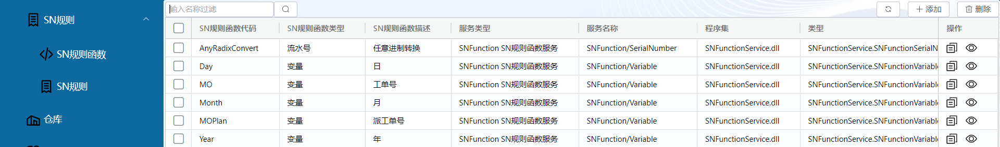 SN规则
SN规则函数
SN规则
仓库
输入名称过滤
添加 删除
SN规则函数代码 SN规则函数类型 SN规则函数描述 服务类型 服务名称 程序集 类型 操作
AnyRadixConvert 流水号 任意进制转换 SNFunction SN规则函数服务 SNFunction/SerialNumber SNFunctionService.dll SNFunctionService.SNFunctionSerialN
Day 变量 日 SNFunction SN规则函数服务 SNFunction/Variable SNFunctionService.dll SNFunctionService.SNFunctionVariabl
MO 变量 工单号 SNFunction SN规则函数服务 SNFunction/Variable SNFunctionService.dll SNFunctionService.SNFunctionVariabl
Month 变量 月 SNFunction SN规则函数服务 SNFunction/Variable SNFunctionService.dll SNFunctionService.SNFunctionVariabl
MOPlan 变量 派工单号 SNFunction SN规则函数服务 SNFunction/Variable SNFunctionService.dll SNFunctionService.SNFunctionVariabl
Year 变量 年 SNFunction SN规则函数服务 SNFunction/Variable SNFunctionService.dll SNFunctionService.SNFunctionVariabl